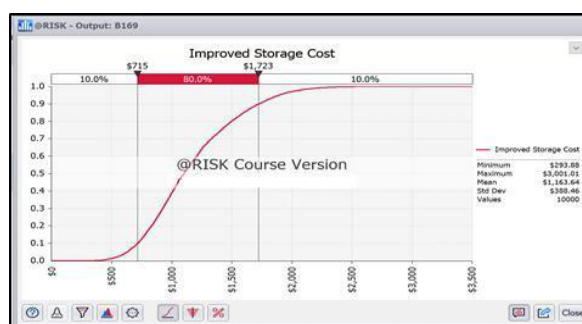 @RISK - Output: B169
Improved Storage Cost
$715 $1,723
10.0% 80.0% 10.0%
1.0
0.9
0.8
0.7
0.6
0.5
0.4
0.3
0.2
0.1
0.0
@RISK Course Version
$0 $500 $1,000 $1,500 $2,000 $2,500 $3,000 $3,500
Improved Storage Cost
Minimum $293.88
Maximum $3,001.01
Mean $1,163.64
Std Dev $388.46
Values 10000
Close